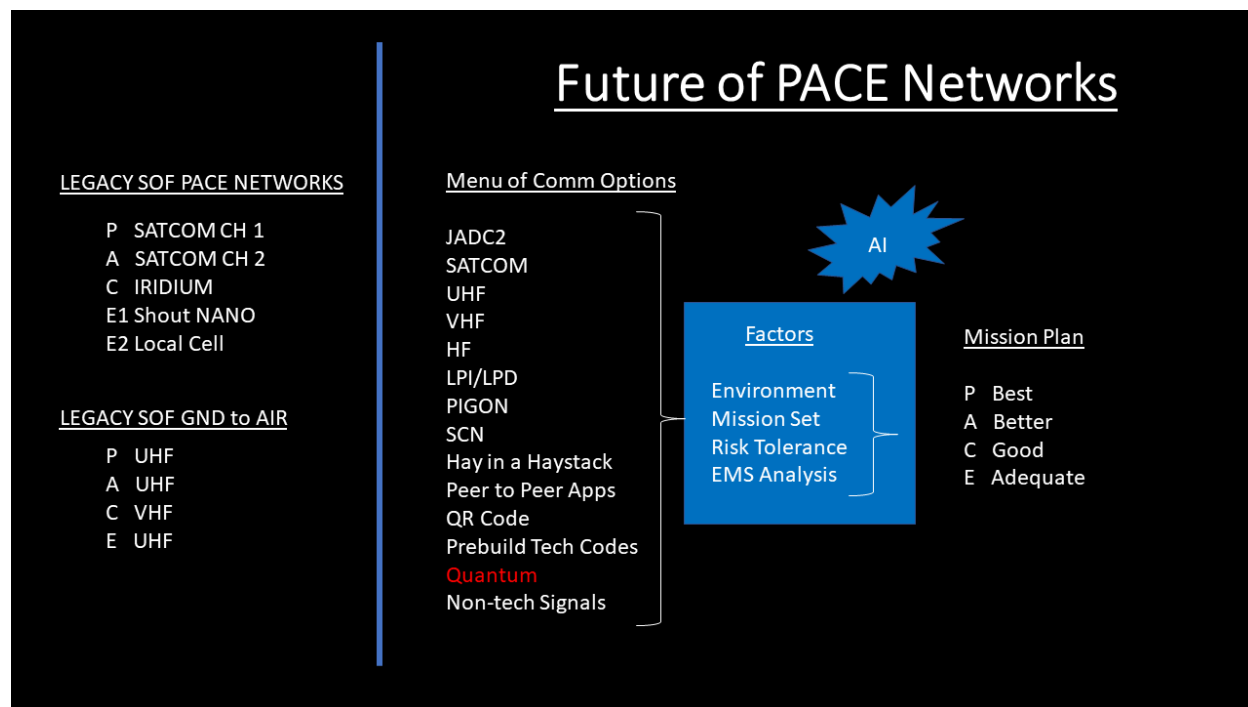 Future of PACE Networks
LEGACY SOF PACE NETWORKS
P SATCOM CH 1
A SATCOM CH 2
C IRIDIUM
E1 Shout NANO
E2 Local Cell
LEGACY SOF GND to AIR
P UHF
A UHF
C VHF
E UHF
Menu of Comm Options
JADC2
SATCOM
UHF
VHF
HF
LPI/LPD
PIGON
SCN
Hay in a Haystack
Peer to Peer Apps
QR Code
Prebuild Tech Codes
Quantum
Non-tech Signals
AI
Factors
Environment
Mission Set
Risk Tolerance
EMS Analysis
Mission Plan
P Best
A Better
C Good
E Adequate